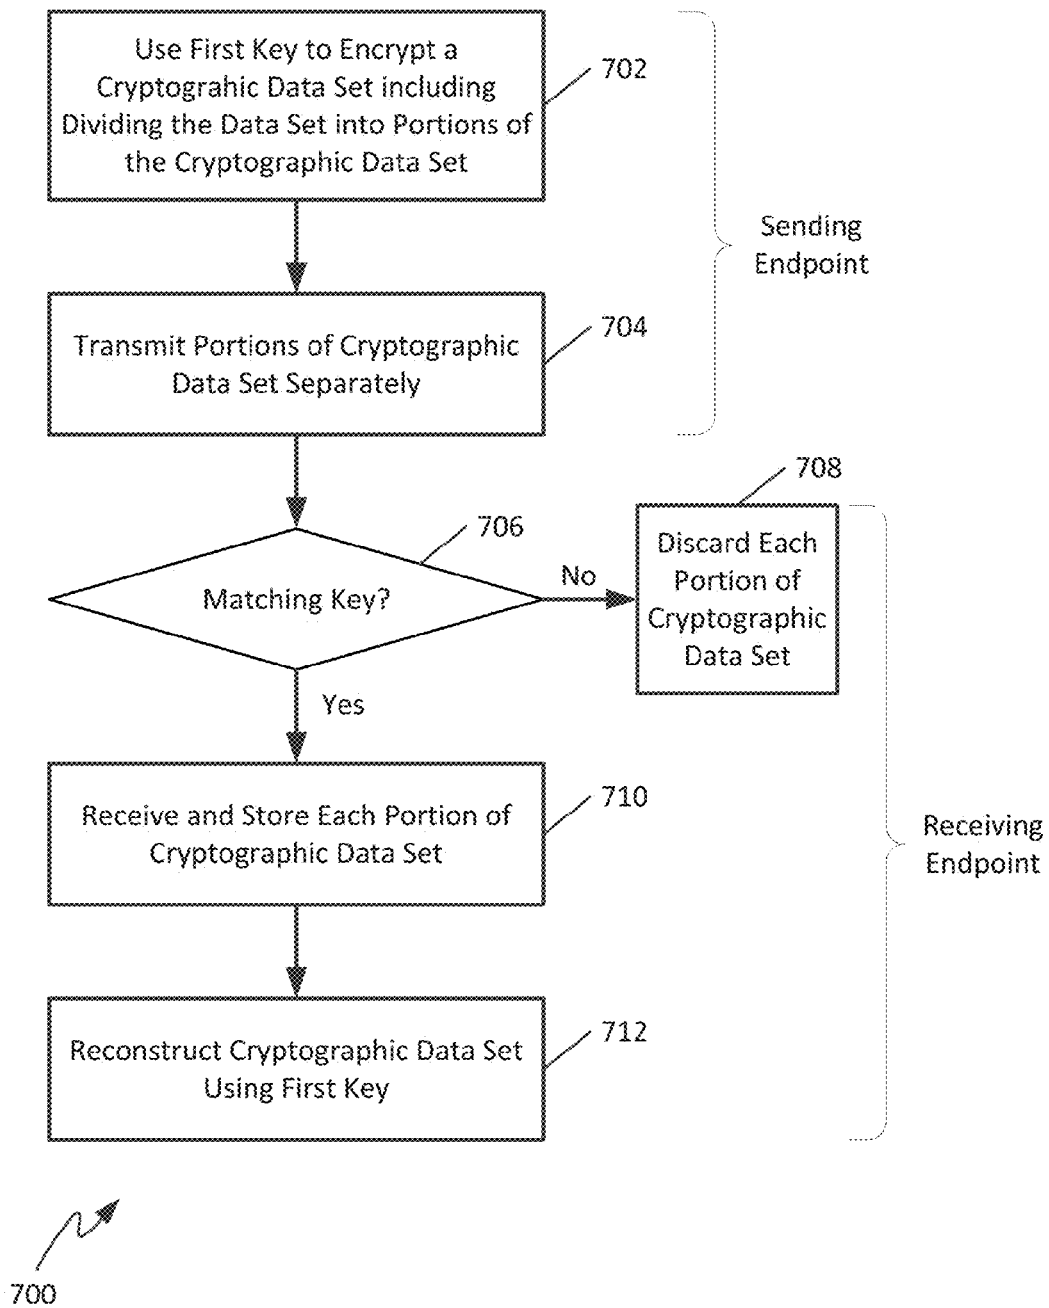 Use First Key to Encrypt a
Cryptograhic Data Set including
Dividing the Data Set into Portions of
the Cryptographic Data Set
702
Sending
Endpoint
Transmit Portions of Cryptographic
Data Set Separately
704
Matching Key?
706
No
Discard Each
Portion of
Cryptographic
Data Set
708
Yes
Receive and Store Each Portion of
Cryptographic Data Set
710
Receiving
Endpoint
Reconstruct Cryptographic Data Set
Using First Key
712
700